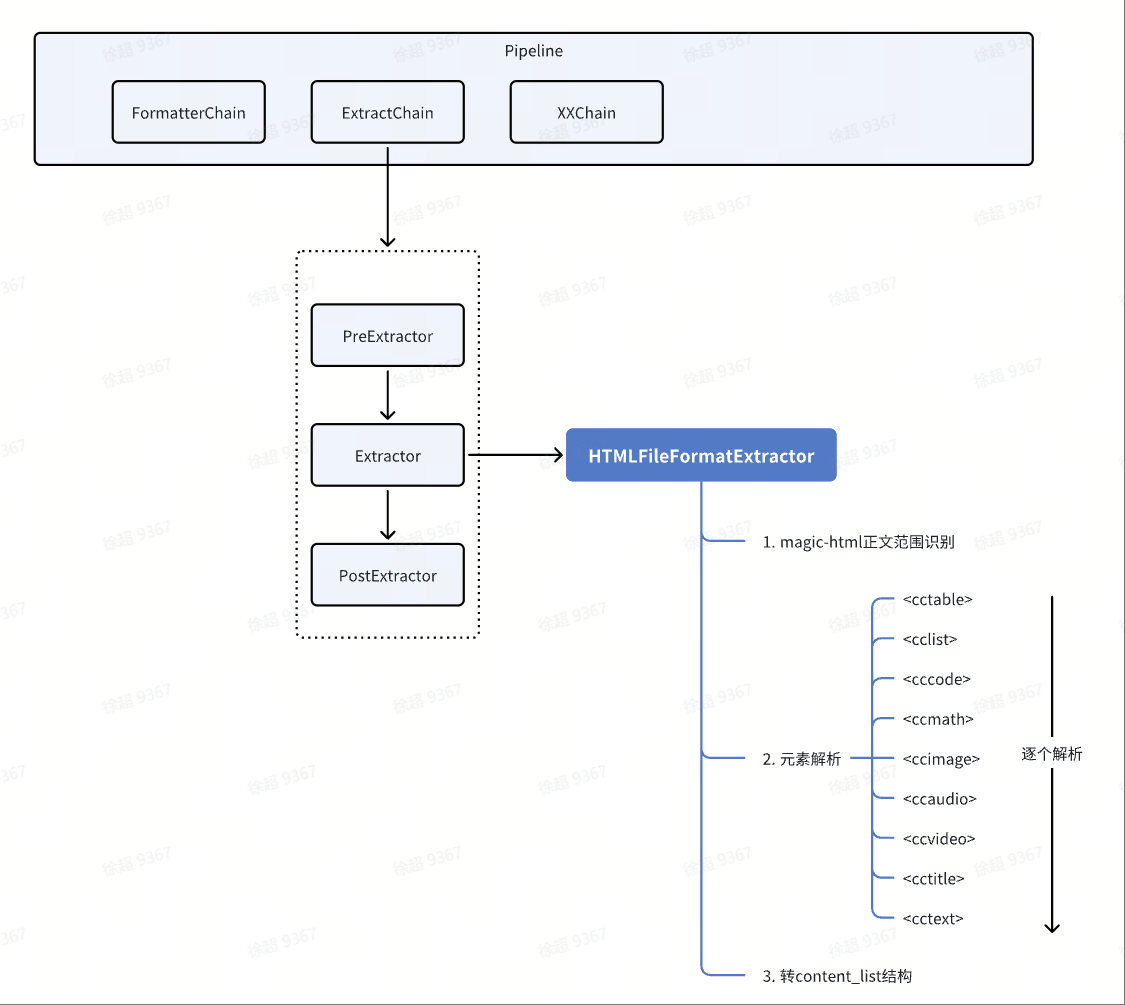 Pipeline
FormatterChain
ExtractChain
XXChain
PreExtractor
Extractor
HTMLFileFormatExtractor
PostExtractor
1. magic-html正文范围识别
<cctable>
<cclist>
<cccode>
<ccmath>
2. 元素解析
<ccimage>
逐个解析
<ccaudio>
<ccvideo>
<cctitle>
<cctext>
3. 转content_list结构
徐超 9367